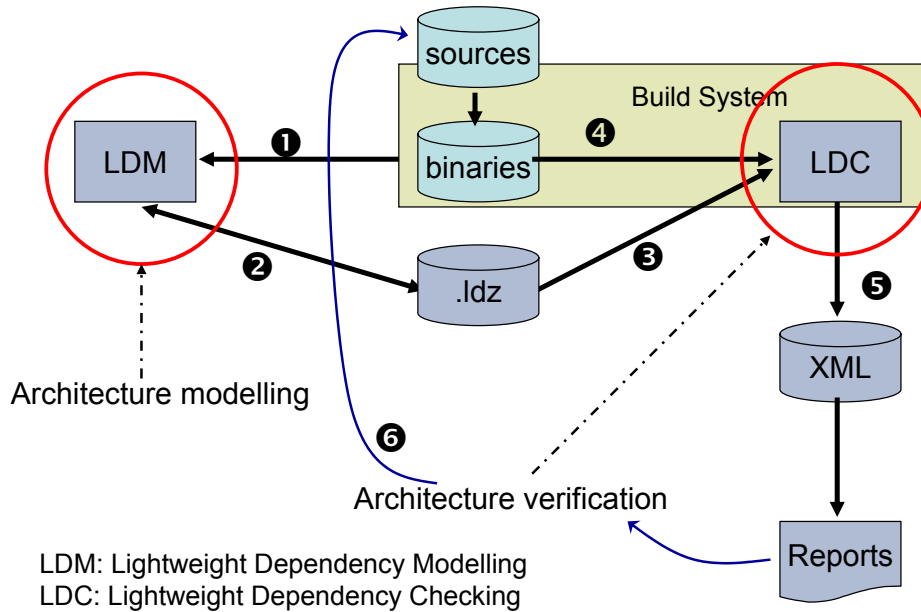 sources
Build System
❶
❹
LDM
binaries
LDC
❷
❸
.ldz
❺
XML
Architecture modelling
❻
Architecture verification
Reports
LDM: Lightweight Dependency Modelling
LDC: Lightweight Dependency Checking